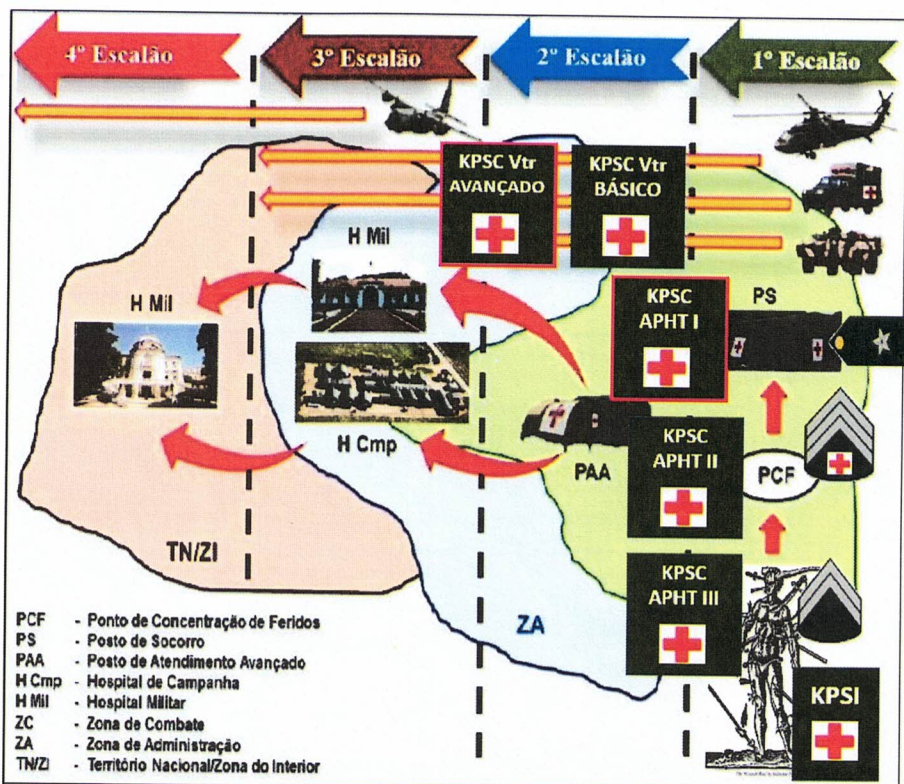 4º Escalão
3º Escalão
2º Escalão
1º Escalão
KPSC Vtr
AVANÇADO
KPSC Vtr
BÁSICO
H Mil
H Mil
KPSC
APHT I
PS
H Cmp
PAA
KPSC
APHT II
PCF
TN/ZI
KPSC
APHT III
ZA
KPSI
PCF - Ponto de Concentração de Feridos
PS - Posto de Socorro
PAA - Posto de Atendimento Avançado
H Cmp - Hospital de Campanha
H Mil - Hospital Militar
ZC - Zona de Combate
ZA - Zona de Administração
TN/ZI - Território Nacional/Zona do Interior